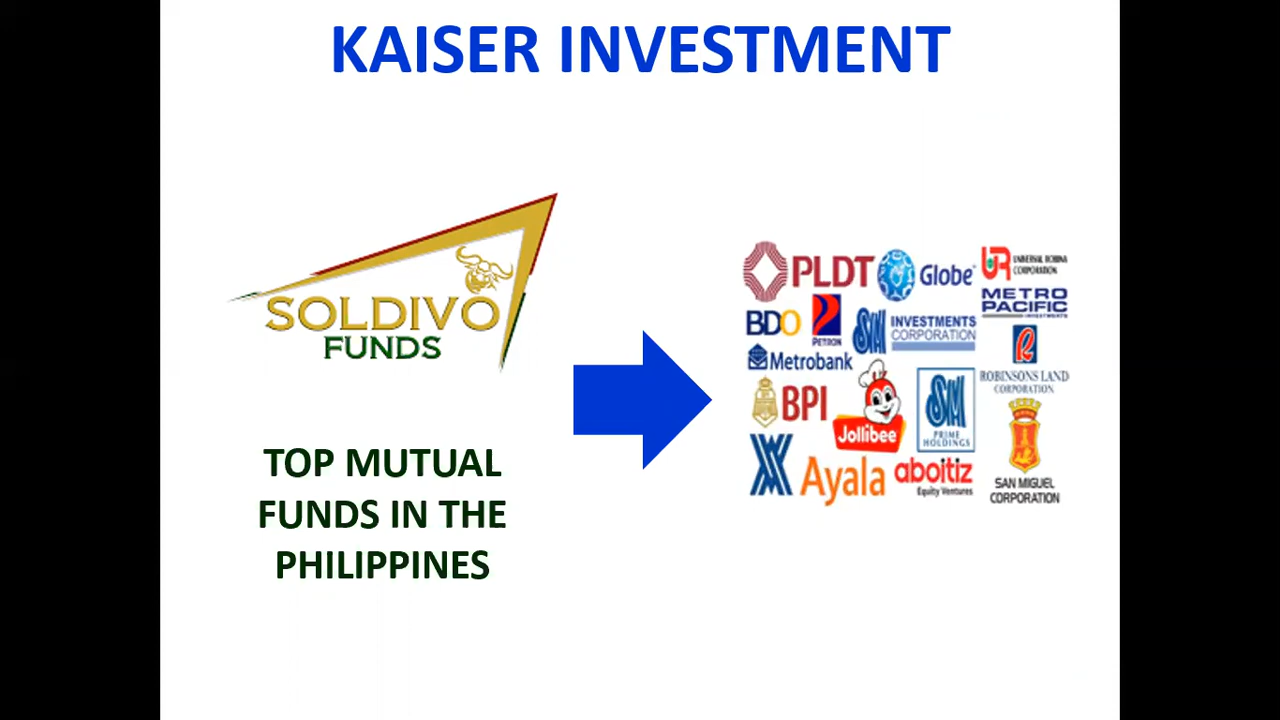 KAISER INVESTMENT
SOLDIVO
FUNDS
TOP MUTUAL
FUNDS IN THE
PHILIPPINES
PLDT
Globe
UNIVERSAL ROBINA
CORPORATION
BDO
PETRON
SM
INVESTMENTS
CORPORATION
METRO
PACIFIC
INVESTMENTS
Metrobank
R
ROBINSONS LAND
CORPORATION
BPI
Jollibee
SM
PRIME
HOLDINGS
Ayala
aboitiz
Equity Ventures
SAN MIGUEL
CORPORATION